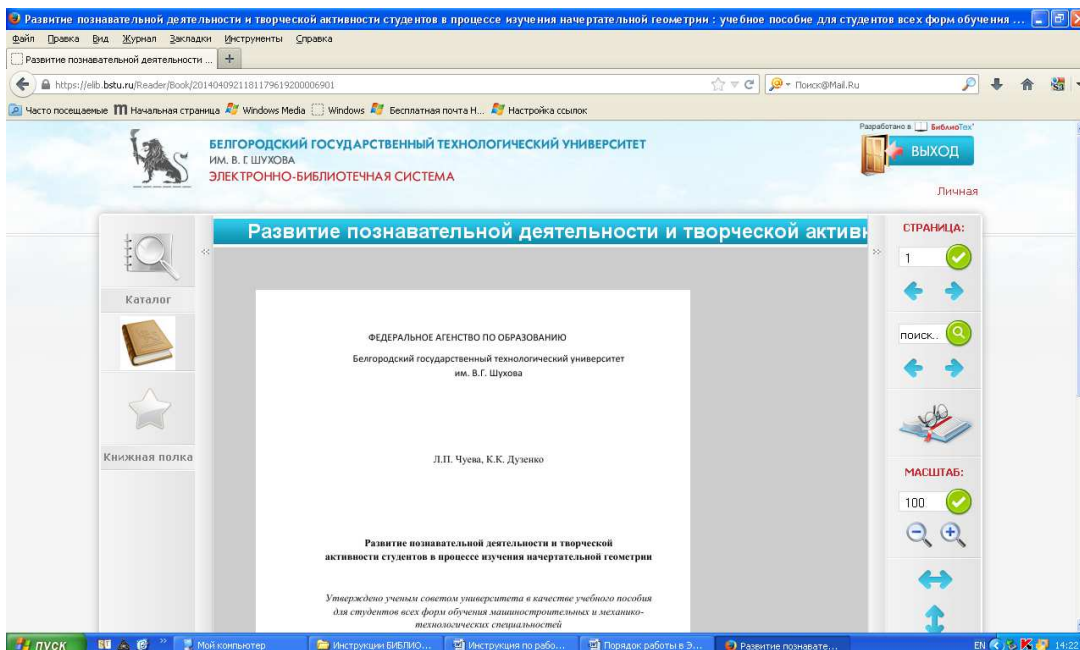 Развитие познавательной деятельности и творческой активности студентов в процессе изучения начертательной геометрии : учебное пособие для студентов всех форм обучения ...
Файл Правка Вид Журнал Закладки Инструменты Справка
Развитие познавательной деятельности ... +
https://elib.bstu.ru/Reader/Book/2014040921181179619200006901
Поиск@Mail.Ru
Часто посещаемые Начальная страница Windows Media Windows Бесплатная почта H... Настройка ссылок
Разработано в БиблиоТех
БЕЛГОРОДСКИЙ ГОСУДАРСТВЕННЫЙ ТЕХНОЛОГИЧЕСКИЙ УНИВЕРСИТЕТ
ИМ. В. Г. ШУХОВА
ЭЛЕКТРОННО-БИБЛИОТЕЧНАЯ СИСТЕМА
ВЫХОД
Личная
Развитие познавательной деятельности и творческой актив
Каталог
Книжная полка
ФЕДЕРАЛЬНОЕ АГЕНСТВО ПО ОБРАЗОВАНИЮ
Белгородский государственный технологический университет
им. В.Г. Шухова
Л.П. Чуева, К.К. Дузенко
Развитие познавательной деятельности и творческой
активности студентов в процессе изучения начертательной геометрии
Утверждено ученым советом университета в качестве учебного пособия
для студентов всех форм обучения машиностроительных и механико-
технологических специальностей
СТРАНИЦА:
1
поиск..
МАСШТАБ:
100
пуск
Мой компьютер
Инструкции БИБЛИО...
Инструкция по рабо...
Порядок работы в Э...
Развитие познавате...
EN
14:22